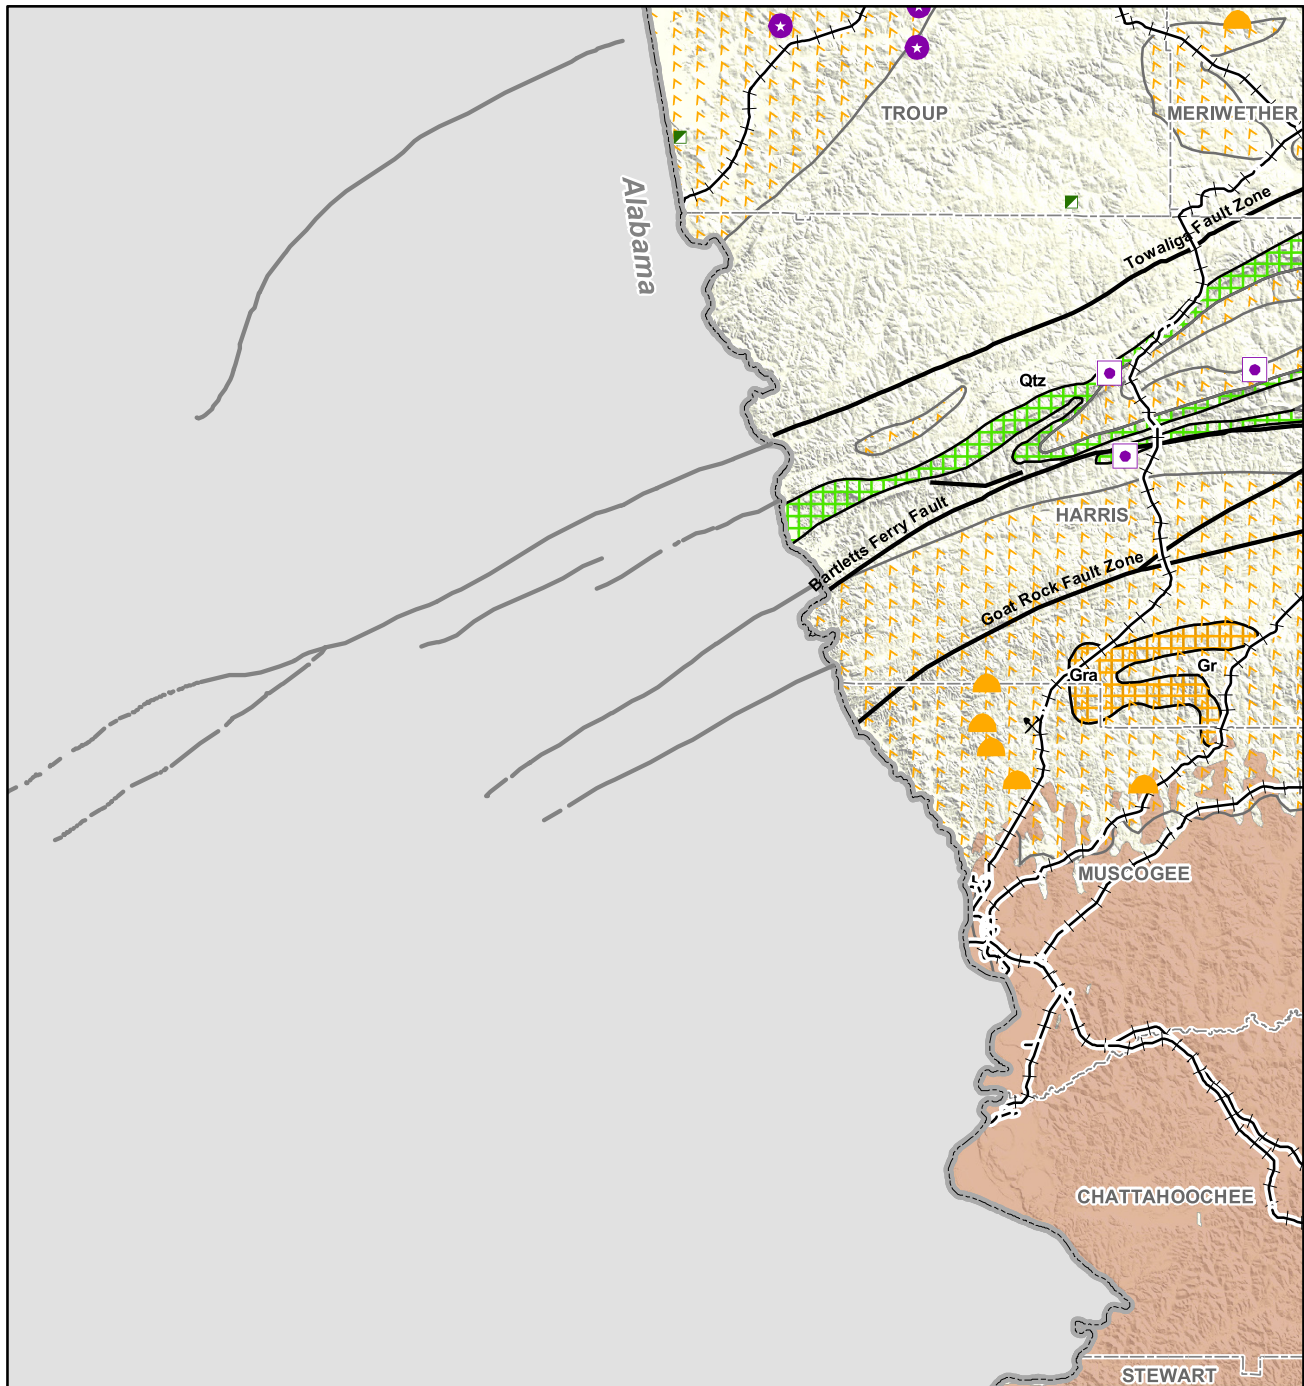 TROUP
MERIWETHER
Alabama
Towaliga Fault Zone
Qtz
Bartletts Ferry Fault
HARRIS
Goat Rock Fault Zone
Gra
Gr
MUSCOGEE
CHATTAHOOCHEE
STEWART